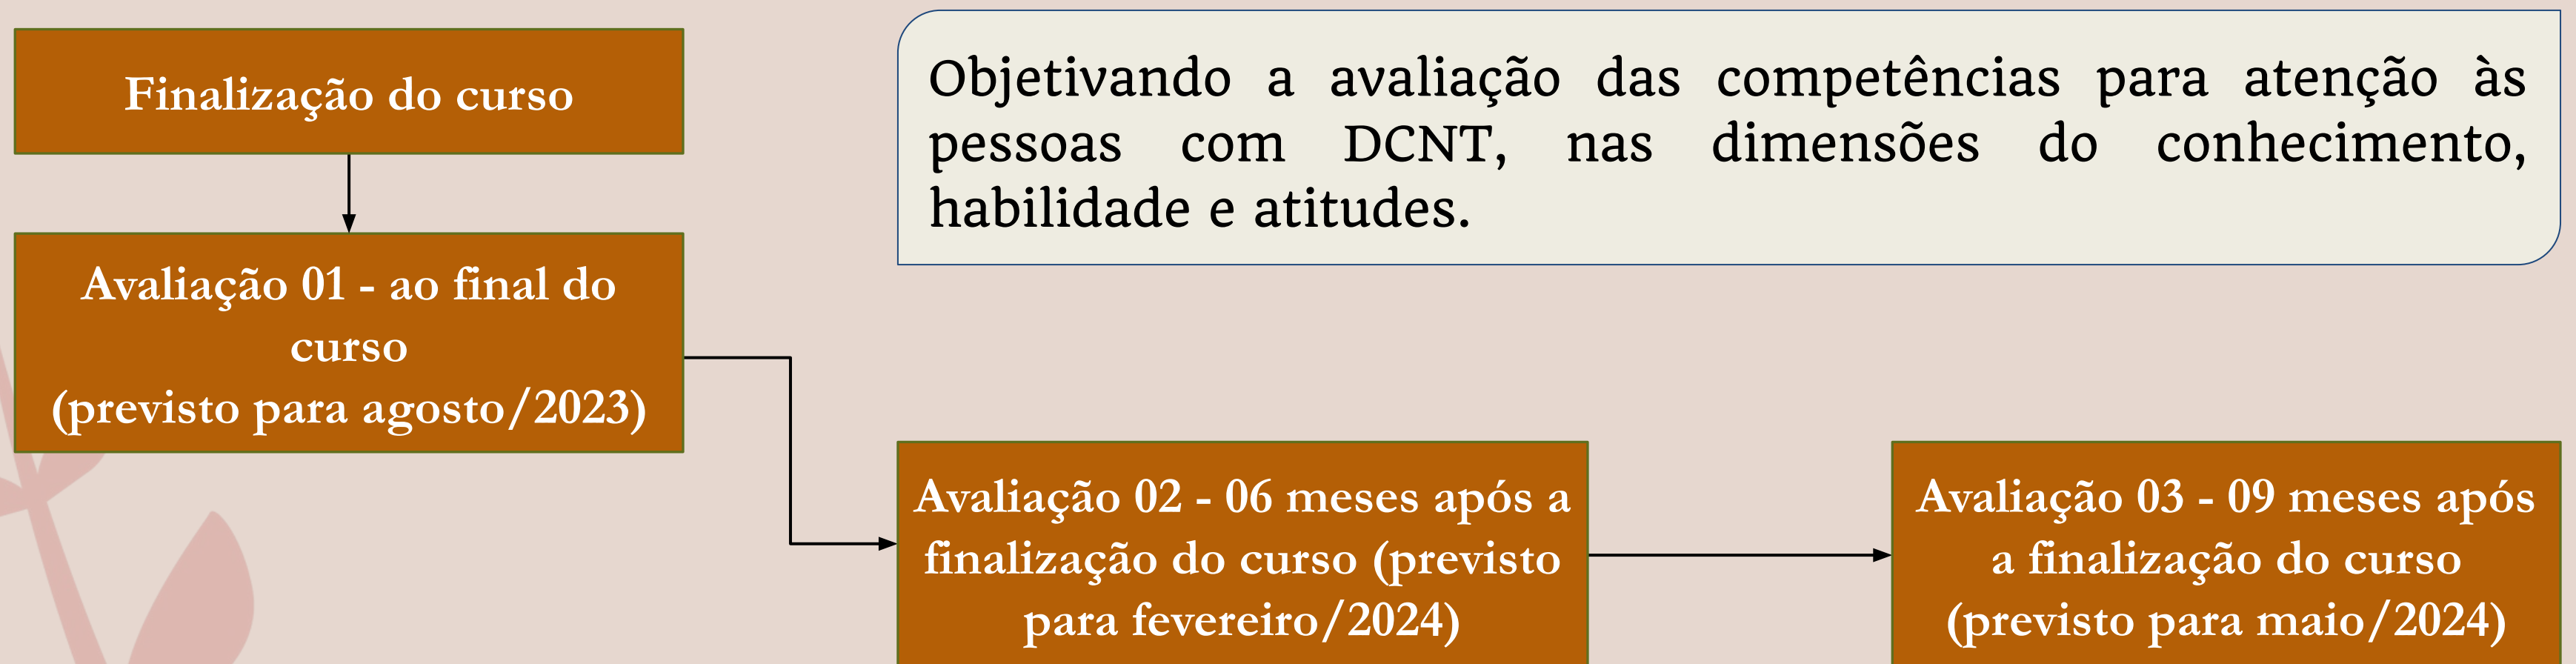 Finalização do curso
Objetivando a avaliação das competências para atenção às
pessoas com DCNT, nas dimensões do conhecimento,
habilidade e atitudes.
Avaliação 01 - ao final do
curso
(previsto para agosto/2023)
Avaliação 02 - 06 meses após a
finalização do curso (previsto
para fevereiro/2024)
Avaliação 03 - 09 meses após
a finalização do curso
(previsto para maio/2024)